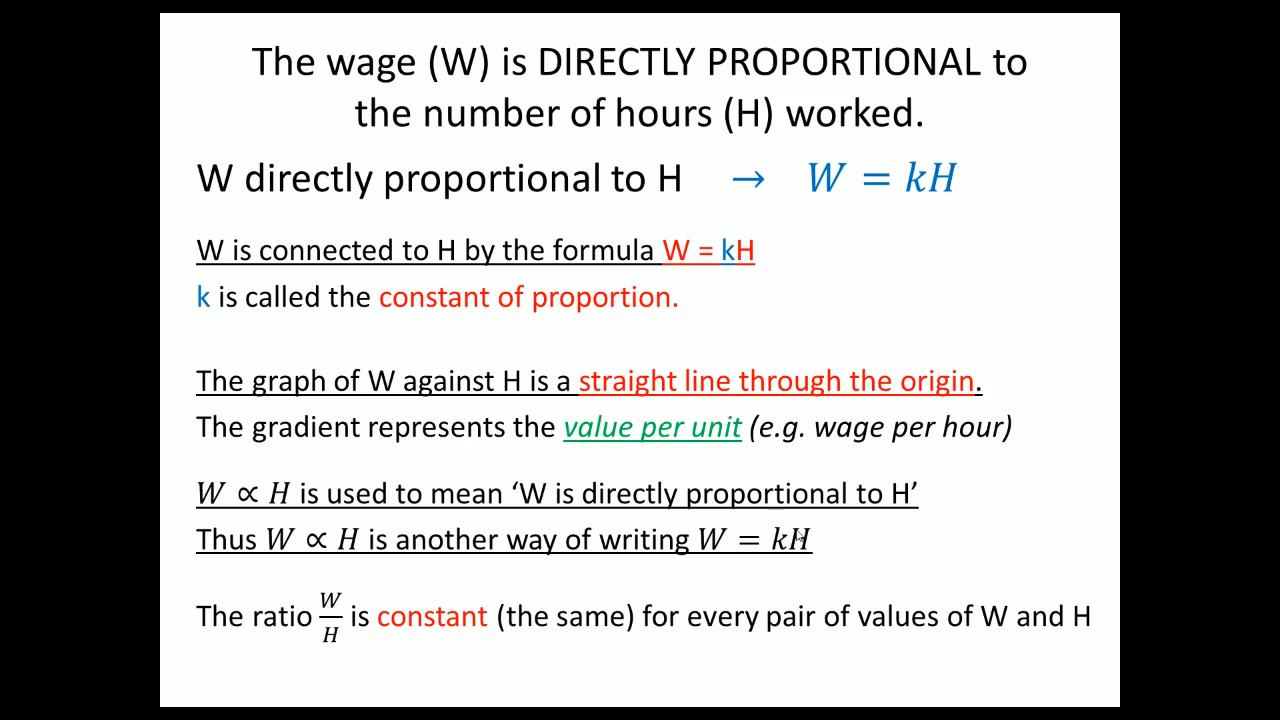 The wage (W) is DIRECTLY PROPORTIONAL to
the number of hours (H) worked.
W directly proportional to H → W = kH
W is connected to H by the formula W = kH
k is called the constant of proportion.
The graph of W against H is a straight line through the origin.
The gradient represents the value per unit (e.g. wage per hour)
W ∝ H is used to mean ‘W is directly proportional to H’
Thus W ∝ H is another way of writing W = kH
The ratio W/H is constant (the same) for every pair of values of W and H